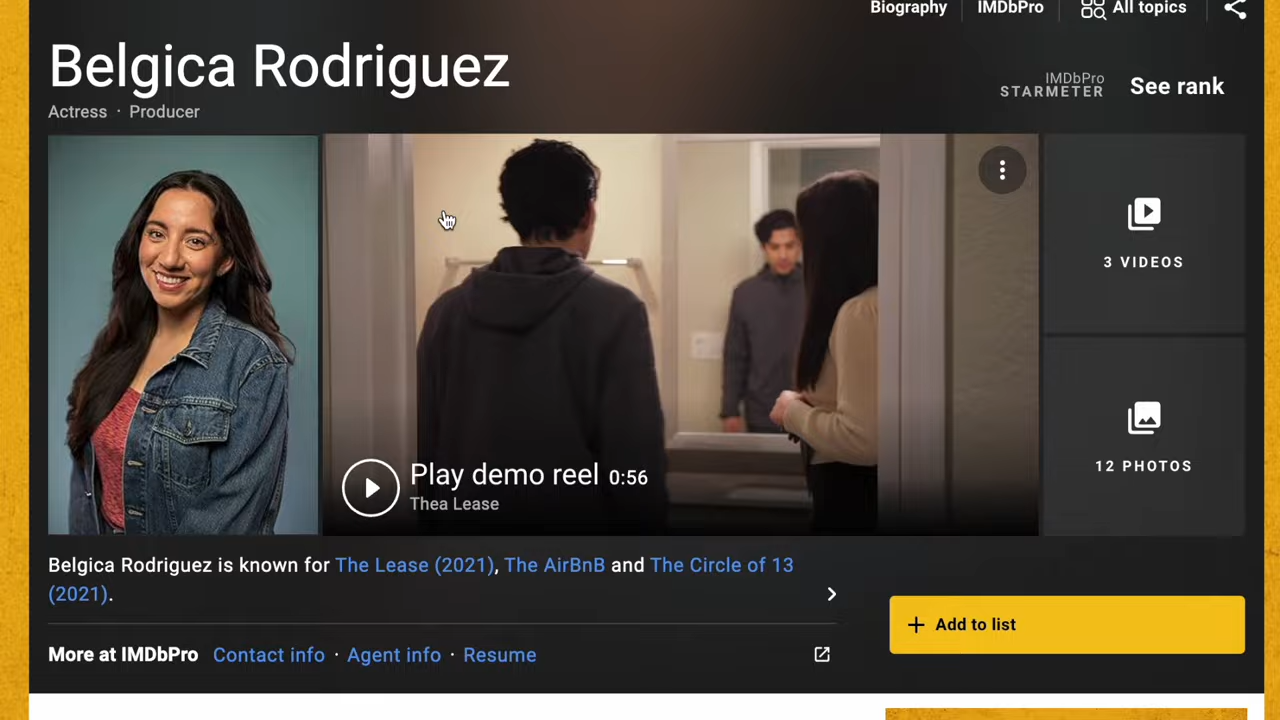 Biography
IMDbPro
All topics
Belgica Rodriguez
Actress · Producer
IMDbPro
STARMETER
See rank
3 VIDEOS
12 PHOTOS
Play demo reel 0:56
Thea Lease
Belgica Rodriguez is known for The Lease (2021), The AirBnB and The Circle of 13
(2021).
+ Add to list
More at IMDbPro Contact info · Agent info · Resume